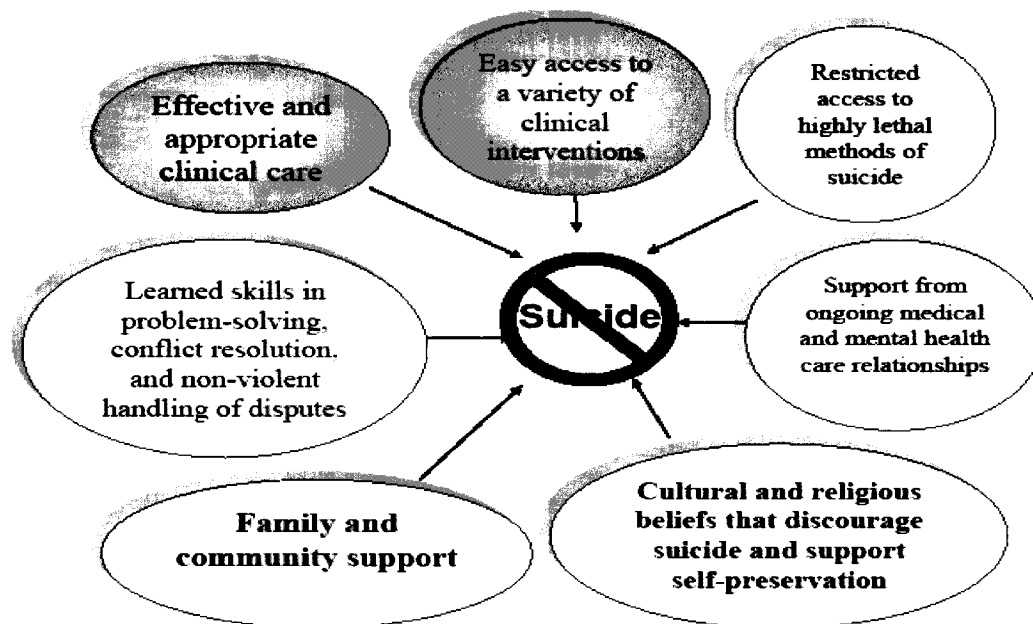 Effective and
appropriate
clinical care
Easy access to
a variety of
clinical
interventions
Restricted
access to
highly lethal
methods of
suicide
Learned skills in
problem-solving,
conflict resolution.
and non-violent
handling of disputes
Suicide
Support from
ongoing medical
and mental health
care relationships
Family and
community support
Cultural and religious
beliefs that discourage
suicide and support
self-preservation